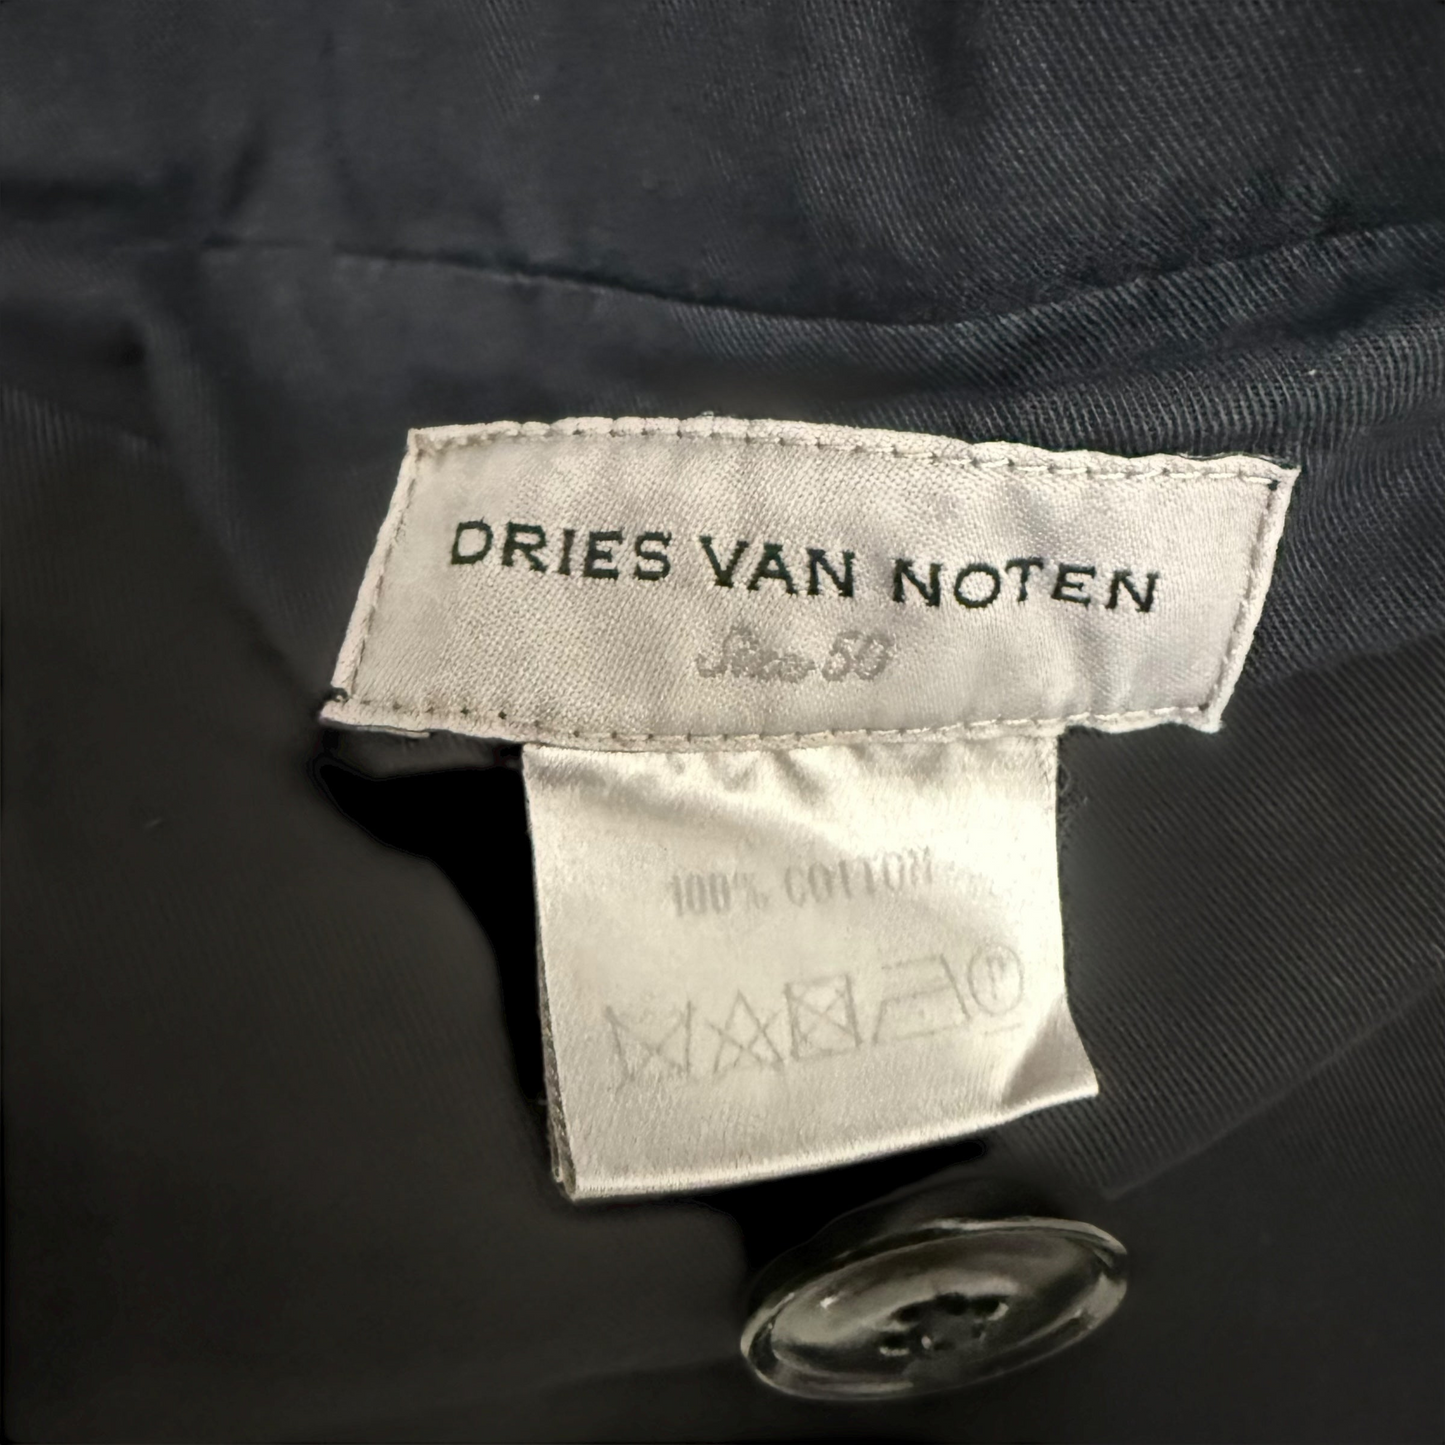 DRIES VAN NOTEN
Size 50
100% COTTON